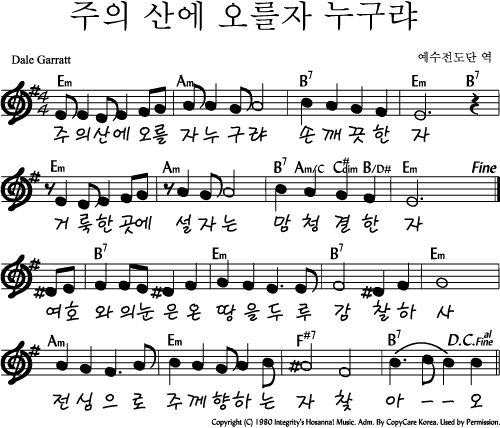 주의 산에 오를자 누구랴
Dale Garratt 예수전도단 역
Em Am B7 Em B7
주의산에 오를 자누 구랴 손깨끗한 자
Em Am B7 Am/C C#dim B/D# Em Fine
거룩한곳에 설자는 맘청결한 자
B7 Em B7 Em
여호 와의눈은온 땅을두루 감찰하 사
Am Em F#7 B7 D.C. al Fine
전심으로 주께향하는 자찾 아--오
Copyright (C) 1980 Integrity's Hosanna! Music. Adm. By CopyCare Korea. Used by Permission.